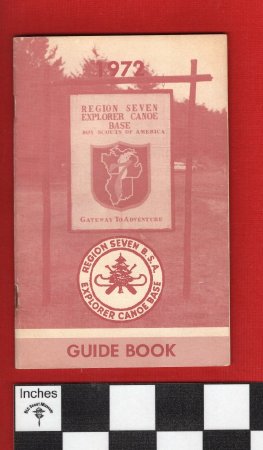 1972
REGION SEVEN
EXPLORER CANOE
BASE
BOY SCOUTS OF AMERICA
GATEWAY TO ADVENTURE
REGION SEVEN B.S.A.
EXPLORER CANOE BASE
GUIDE BOOK
Inches